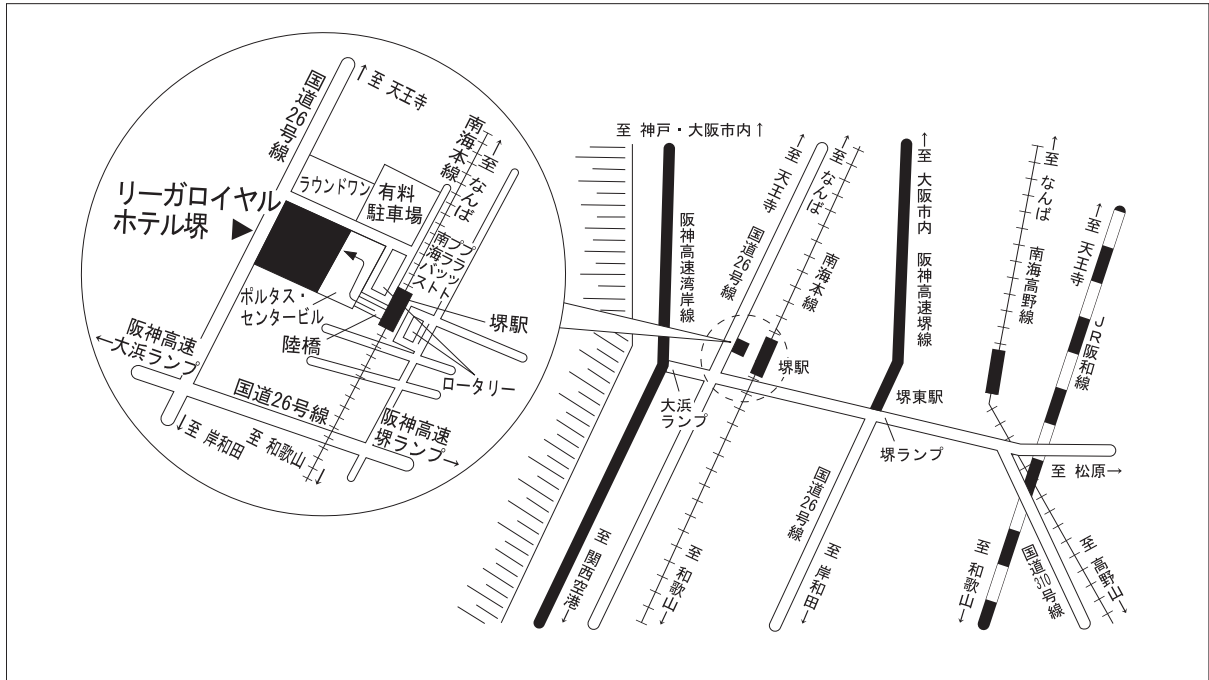 国道26号線
↑至 天王寺
南海本線
↑至 なんば
ラウンドワン
有料
駐車場
リーガロイヤル
ホテル堺
南海プラットプラット
ポルタス・
センタービル
陸橋
堺駅
ロータリー
阪神高速
←大浜ランプ
国道26号線
阪神高速
堺ランプ→
↓至 岸和田
至 和歌山↓
至 神戸・大阪市内↑
阪神高速湾岸線
↑至 天王寺
国道26号線
↑至 なんば
南海本線
↑至 大阪市内
阪神高速堺線
↑至 なんば
南海高野線
↑至 天王寺
JR阪和線
堺駅
大浜
ランプ
堺東駅
堺ランプ
国道26号線
至 松原→
至 関西空港↓
至 和歌山↓
至 岸和田↓
至 和歌山↓
国道310号線
至 高野山↓